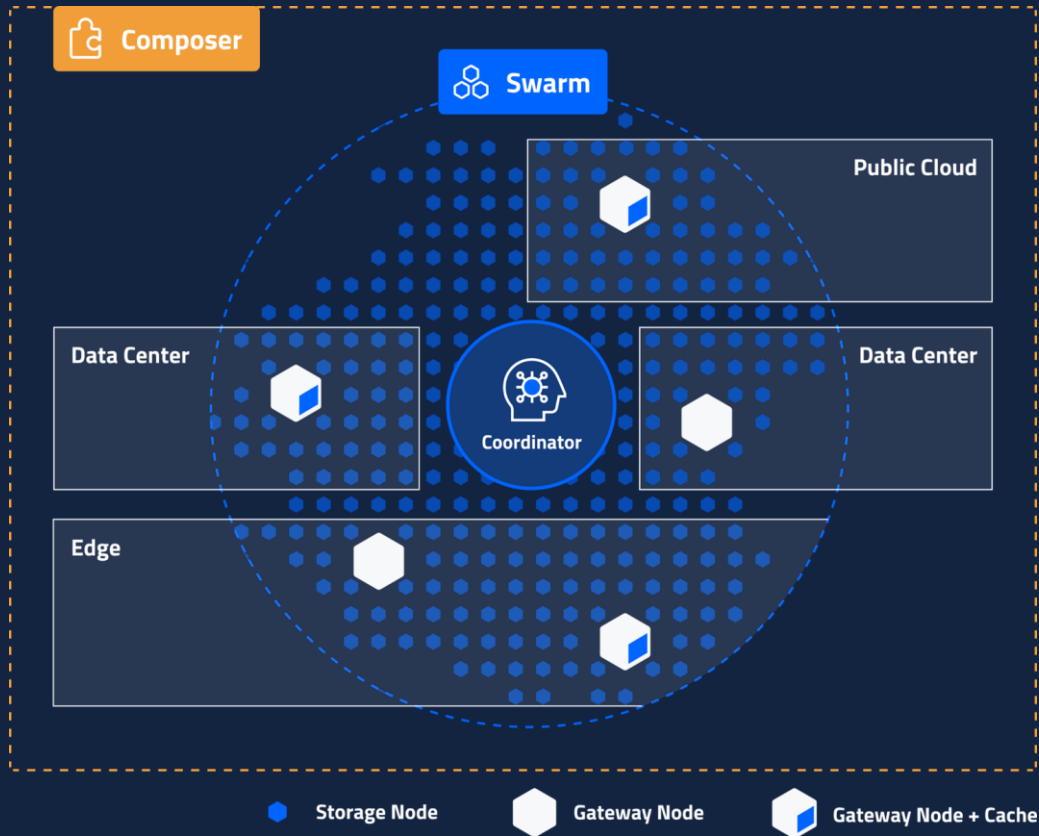 Composer
Swarm
Public Cloud
Data Center
Data Center
Coordinator
Edge
Storage Node
Gateway Node
Gateway Node + Cache